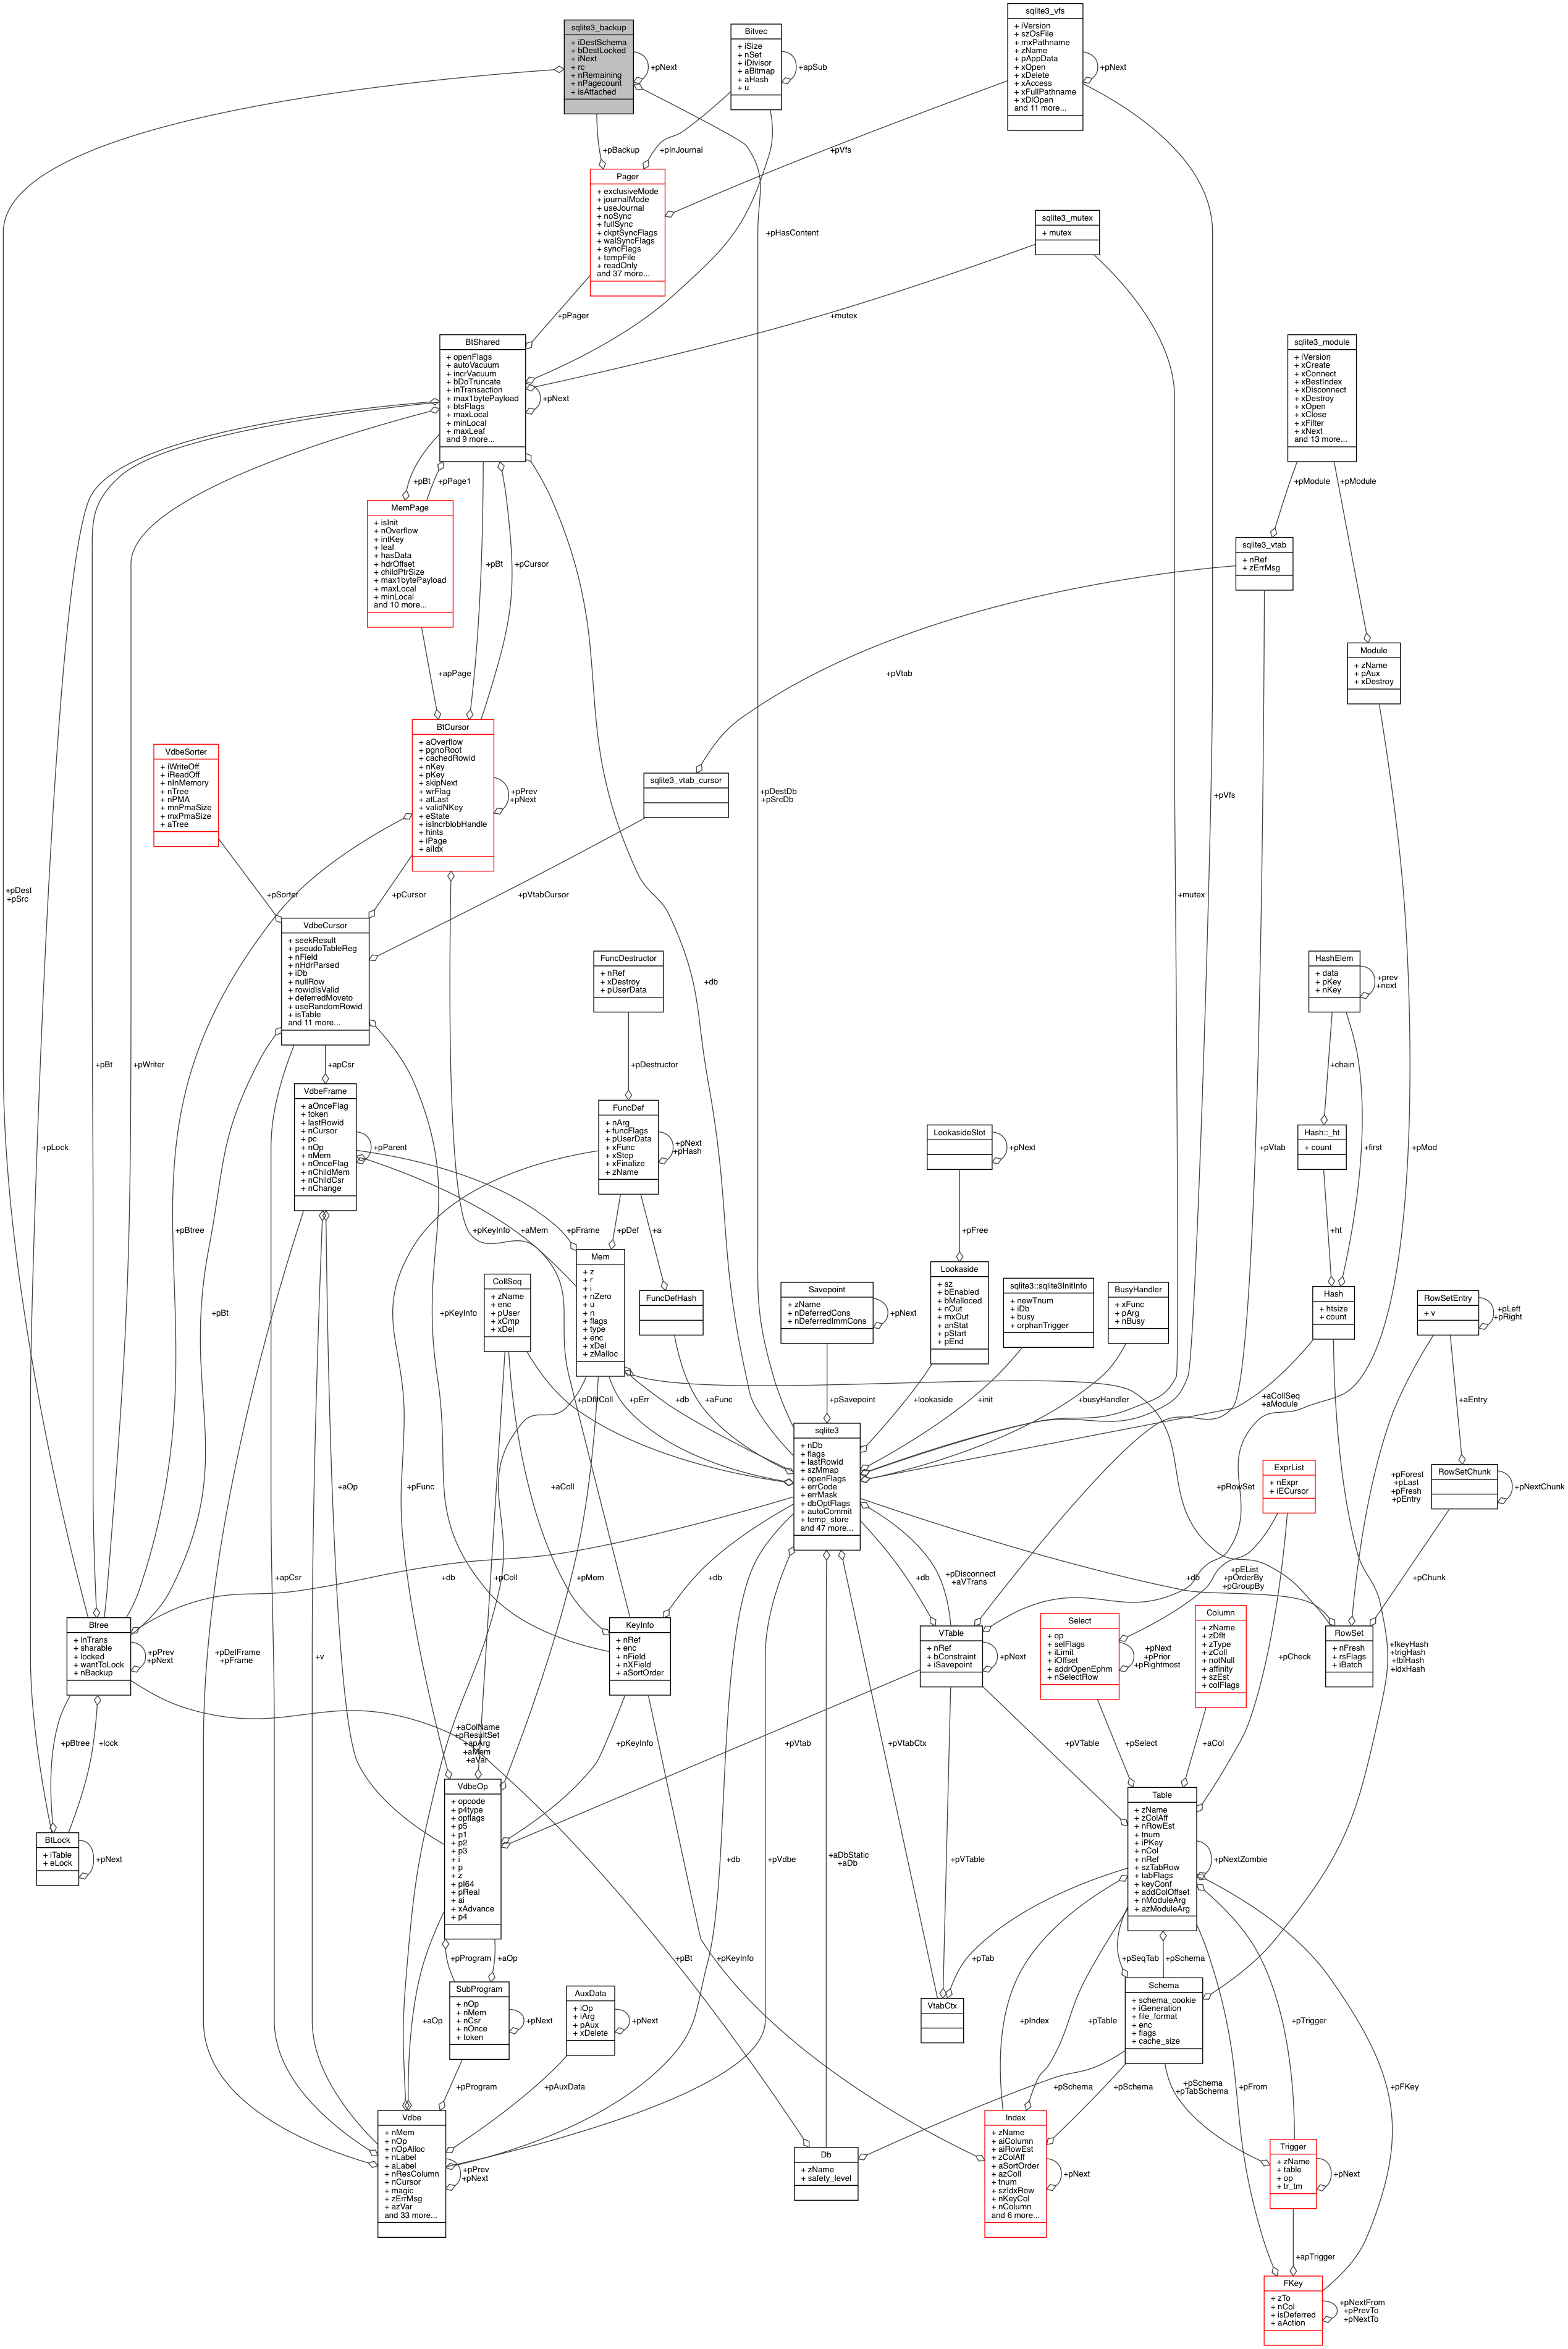 sqlite3_backup
+ iDestSchema
+ bDestLocked
+ iNext
+ rc
+ nRemaining
+ nPagecount
+ isAttached
+pNext
Bitvec
+ iSize
+ nSet
+ iDivisor
+ aBitmap
+ aHash
+ u
+apSub
sqlite3_vfs
+ iVersion
+ szOsFile
+ mxPathname
+ zName
+ pAppData
+ xOpen
+ xDelete
+ xAccess
+ xFullPathname
+ xDlOpen
and 11 more...
+pNext
+pBackup
+pInJournal
+pVfs
Pager
+ exclusiveMode
+ journalMode
+ useJournal
+ noSync
+ fullSync
+ ckptSyncFlags
+ walSyncFlags
+ syncFlags
+ tempFile
+ readOnly
and 37 more...
+pHasContent
sqlite3_mutex
+ mutex
+pPager
+mutex
BtShared
+ openFlags
+ autoVacuum
+ incrVacuum
+ bDoTruncate
+ inTransaction
+ max1bytePayload
+ btsFlags
+ maxLocal
+ minLocal
+ maxLeaf
and 9 more...
+pNext
sqlite3_module
+ iVersion
+ xCreate
+ xConnect
+ xBestIndex
+ xDisconnect
+ xDestroy
+ xOpen
+ xClose
+ xFilter
+ xNext
and 13 more...
+pBt
+pPage1
+pModule
+pModule
MemPage
+ isInit
+ nOverflow
+ intKey
+ leaf
+ hasData
+ hdrOffset
+ childPtrSize
+ max1bytePayload
+ maxLocal
+ minLocal
and 10 more...
+pBt
+pCursor
sqlite3_vtab
+ nRef
+ zErrMsg
+apPage
+pVtab
Module
+ zName
+ pAux
+ xDestroy
BtCursor
+ aOverflow
+ pgnoRoot
+ cachedRowid
+ nKey
+ pKey
+ skipNext
+ wrFlag
+ atLast
+ validNKey
+ eState
+ isIncrblobHandle
+ hints
+ iPage
+ aiIdx
+pPrev
+pNext
VdbeSorter
+ iWriteOff
+ iReadOff
+ nInMemory
+ nTree
+ nPMA
+ mnPmaSize
+ mxPmaSize
+ aTree
sqlite3_vtab_cursor
+pDestDb
+pSrcDb
+pVfs
+pDest
+pSrc
+pSorter
+pCursor
+pVtabCursor
+mutex
VdbeCursor
+ seekResult
+ pseudoTableReg
+ nField
+ nHdrParsed
+ iDb
+ nullRow
+ rowidIsValid
+ deferredMoveto
+ useRandomRowid
+ isTable
and 11 more...
+db
FuncDestructor
+ nRef
+ xDestroy
+ pUserData
HashElem
+ data
+ pKey
+ nKey
+prev
+next
+pBt
+pWriter
+apCsr
+pDestructor
+chain
VdbeFrame
+ aOnceFlag
+ token
+ lastRowid
+ nCursor
+ pc
+ nOp
+ nMem
+ nOnceFlag
+ nChildMem
+ nChildCsr
+ nChange
+pParent
FuncDef
+ nArg
+ funcFlags
+ pUserData
+ xFunc
+ xStep
+ xFinalize
+ zName
+pNext
+pHash
LookasideSlot
+pNext
Hash::_ht
+ count
+pLock
+pVtab
+first
+pMod
+pBtree
+pKeyInfo
+aMem
+pFrame
+pDef
+a
+pFree
+ht
Mem
+ z
+ r
+ i
+ nZero
+ u
+ n
+ flags
+ type
+ enc
+ xDel
+ zMalloc
CollSeq
+ zName
+ enc
+ pUser
+ xCmp
+ xDel
FuncDefHash
Savepoint
+ zName
+ nDeferredCons
+ nDeferredImmCons
+pNext
Lookaside
+ sz
+ bEnabled
+ bMalloced
+ nOut
+ mxOut
+ anStat
+ pStart
+ pEnd
sqlite3::sqlite3InitInfo
+ newTnum
+ iDb
+ busy
+ orphanTrigger
BusyHandler
+ xFunc
+ pArg
+ nBusy
Hash
+ htsize
+ count
RowSetEntry
+ v
+pLeft
+pRight
+pBt
+pKeyInfo
+pDfltColl
+pErr
+db
+aFunc
+pSavepoint
+lookaside
+init
+busyHandler
+aCollSeq
+aModule
+aEntry
sqlite3
+ nDb
+ flags
+ lastRowid
+ szMmap
+ openFlags
+ errCode
+ errMask
+ dbOptFlags
+ autoCommit
+ temp_store
and 47 more...
+aOp
+pFunc
+aColl
+pRowSet
ExprList
+ nExpr
+ iECursor
+pForest
+pLast
+pFresh
+pEntry
RowSetChunk
+pNextChunk
+apCsr
+db
+pColl
+pMem
+db
+db
+pDisconnect
+aVTrans
+pEList
+pOrderBy
+pGroupBy
+db
+pChunk
Btree
+ inTrans
+ sharable
+ locked
+ wantToLock
+ nBackup
+pPrev
+pNext
+pDelFrame
+pFrame
+v
KeyInfo
+ nRef
+ enc
+ nField
+ nXField
+ aSortOrder
VTable
+ nRef
+ bConstraint
+ iSavepoint
+pNext
Select
+ op
+ selFlags
+ iLimit
+ iOffset
+ addrOpenEphm
+ nSelectRow
+pNext
+pPrior
+pRightmost
Column
+ zName
+ zDflt
+ zType
+ zColl
+ notNull
+ affinity
+ szEst
+ colFlags
+pCheck
RowSet
+ nFresh
+ rsFlags
+ iBatch
+fkeyHash
+trigHash
+tblHash
+idxHash
+pBtree
+lock
+aColName
+pResultSet
+apArg
+aMem
+aVar
+pKeyInfo
+pVtab
+pVtabCtx
+pVTable
+pSelect
+aCol
VdbeOp
+ opcode
+ p4type
+ opflags
+ p5
+ p1
+ p2
+ p3
+ i
+ p
+ z
+ pI64
+ pReal
+ ai
+ xAdvance
+ p4
Table
+ zName
+ zColAff
+ nRowEst
+ tnum
+ iPKey
+ nCol
+ nRef
+ szTabRow
+ tabFlags
+ keyConf
+ addColOffset
+ nModuleArg
+ azModuleArg
+pNextZombie
BtLock
+ iTable
+ eLock
+pNext
+db
+pVdbe
+aDbStatic
+aDb
+pVTable
+pProgram
+aOp
+pBt
+pKeyInfo
+pTab
+pSeqTab
+pSchema
SubProgram
+ nOp
+ nMem
+ nCsr
+ nOnce
+ token
+pNext
AuxData
+ iOp
+ iArg
+ pAux
+ xDelete
+pNext
VtabCtx
Schema
+ schema_cookie
+ iGeneration
+ file_format
+ enc
+ flags
+ cache_size
+aOp
+pIndex
+pTable
+pTrigger
+pProgram
+pAuxData
+pSchema
+pSchema
+pSchema
+pTabSchema
+pFrom
+pFKey
Vdbe
+ nMem
+ nOp
+ nOpAlloc
+ nLabel
+ aLabel
+ nResColumn
+ nCursor
+ magic
+ zErrMsg
+ azVar
and 33 more...
+pPrev
+pNext
Db
+ zName
+ safety_level
Index
+ zName
+ aiColumn
+ aiRowEst
+ zColAff
+ aSortOrder
+ azColl
+ tnum
+ szIdxRow
+ nKeyCol
+ nColumn
and 6 more...
+pNext
Trigger
+ zName
+ table
+ op
+ tr_tm
+pNext
+apTrigger
FKey
+ zTo
+ nCol
+ isDeferred
+ aAction
+pNextFrom
+pPrevTo
+pNextTo